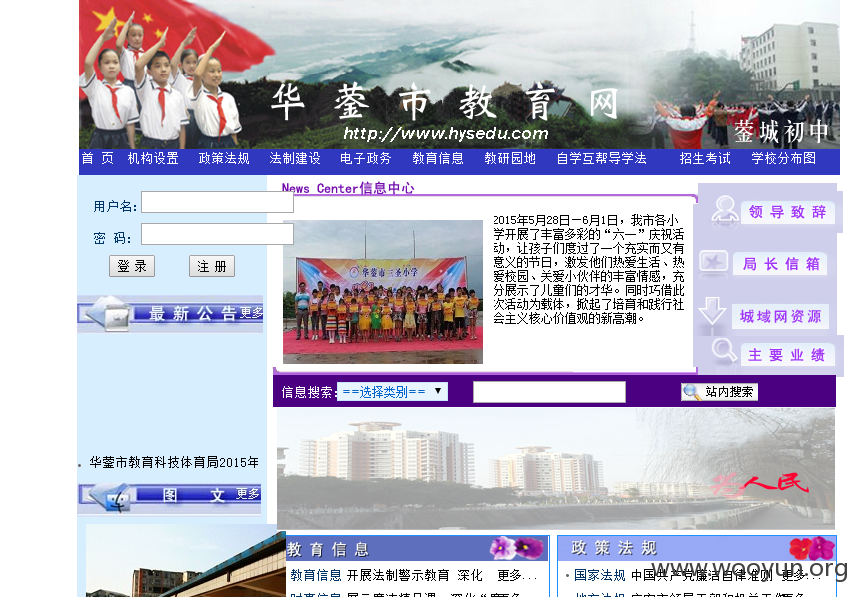 华蓥市教育网
http://www.hysedu.com
蓥城初中
首 页 机构设置 政策法规 法制建设 电子政务 教育信息 教研园地 自学互帮导学法 招生考试 学校分布图
用户名:
密 码:
登 录 注 册
最新公告 更多
华蓥市教育科技体育局2015年
图 文 更多
News Center信息中心
华蓥市三圣小学
2015年5月28日－6月1日，我市各小
学开展了丰富多彩的“六一”庆祝活
动，让孩子们度过了一个充实而又有
意义的节日，激发他们热爱生活、热
爱校园、关爱小伙伴的丰富情感，充
分展示了儿童们的才华。同时巧借此
次活动为载体，掀起了培育和践行社
会主义核心价值观的新高潮。
领导致辞
局长信箱
城域网资源
主要业绩
信息搜索: ==选择类别== ▼ 站内搜索
人民
教育信息
教育信息 开展法制警示教育 深化 更多...
政策法规
国家法规 中国共产党廉洁自律准则 更多...
www.wooyun.org